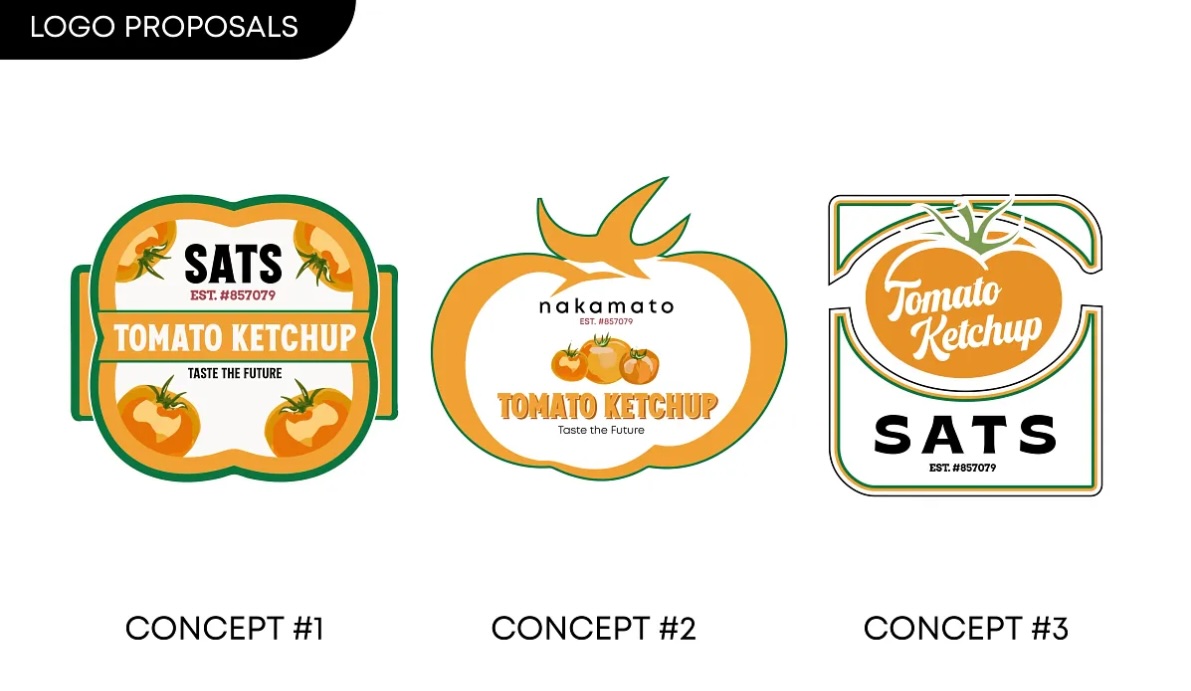 LOGO PROPOSALS
SATS
EST. #857079
TOMATO KETCHUP
TASTE THE FUTURE
nakamato
EST. #857079
TOMATO KETCHUP
Taste the Future
Tomato
Ketchup
SATS
EST. #857079
CONCEPT #1
CONCEPT #2
CONCEPT #3